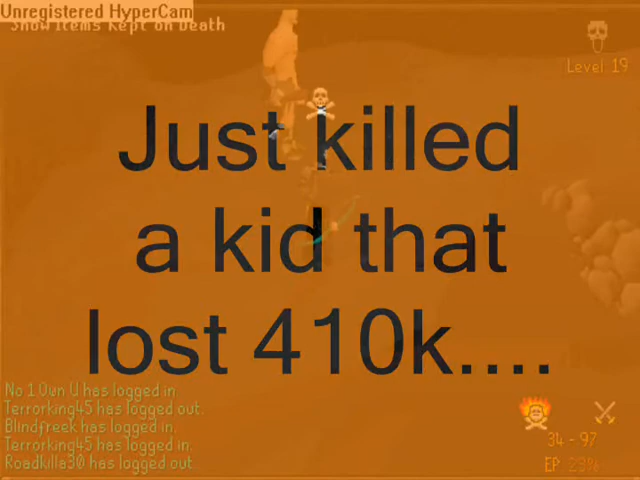 Unregistered HyperCam
Show Items Kept on Death
Level: 19
Just killed
a kid that
lost 410k....
No 1 Own U has logged in.
Terrorking45 has logged out.
Blindfreek has logged in.
Terrorking45 has logged in.
Roadkilla30 has logged out.
34 - 97
EP: 23%